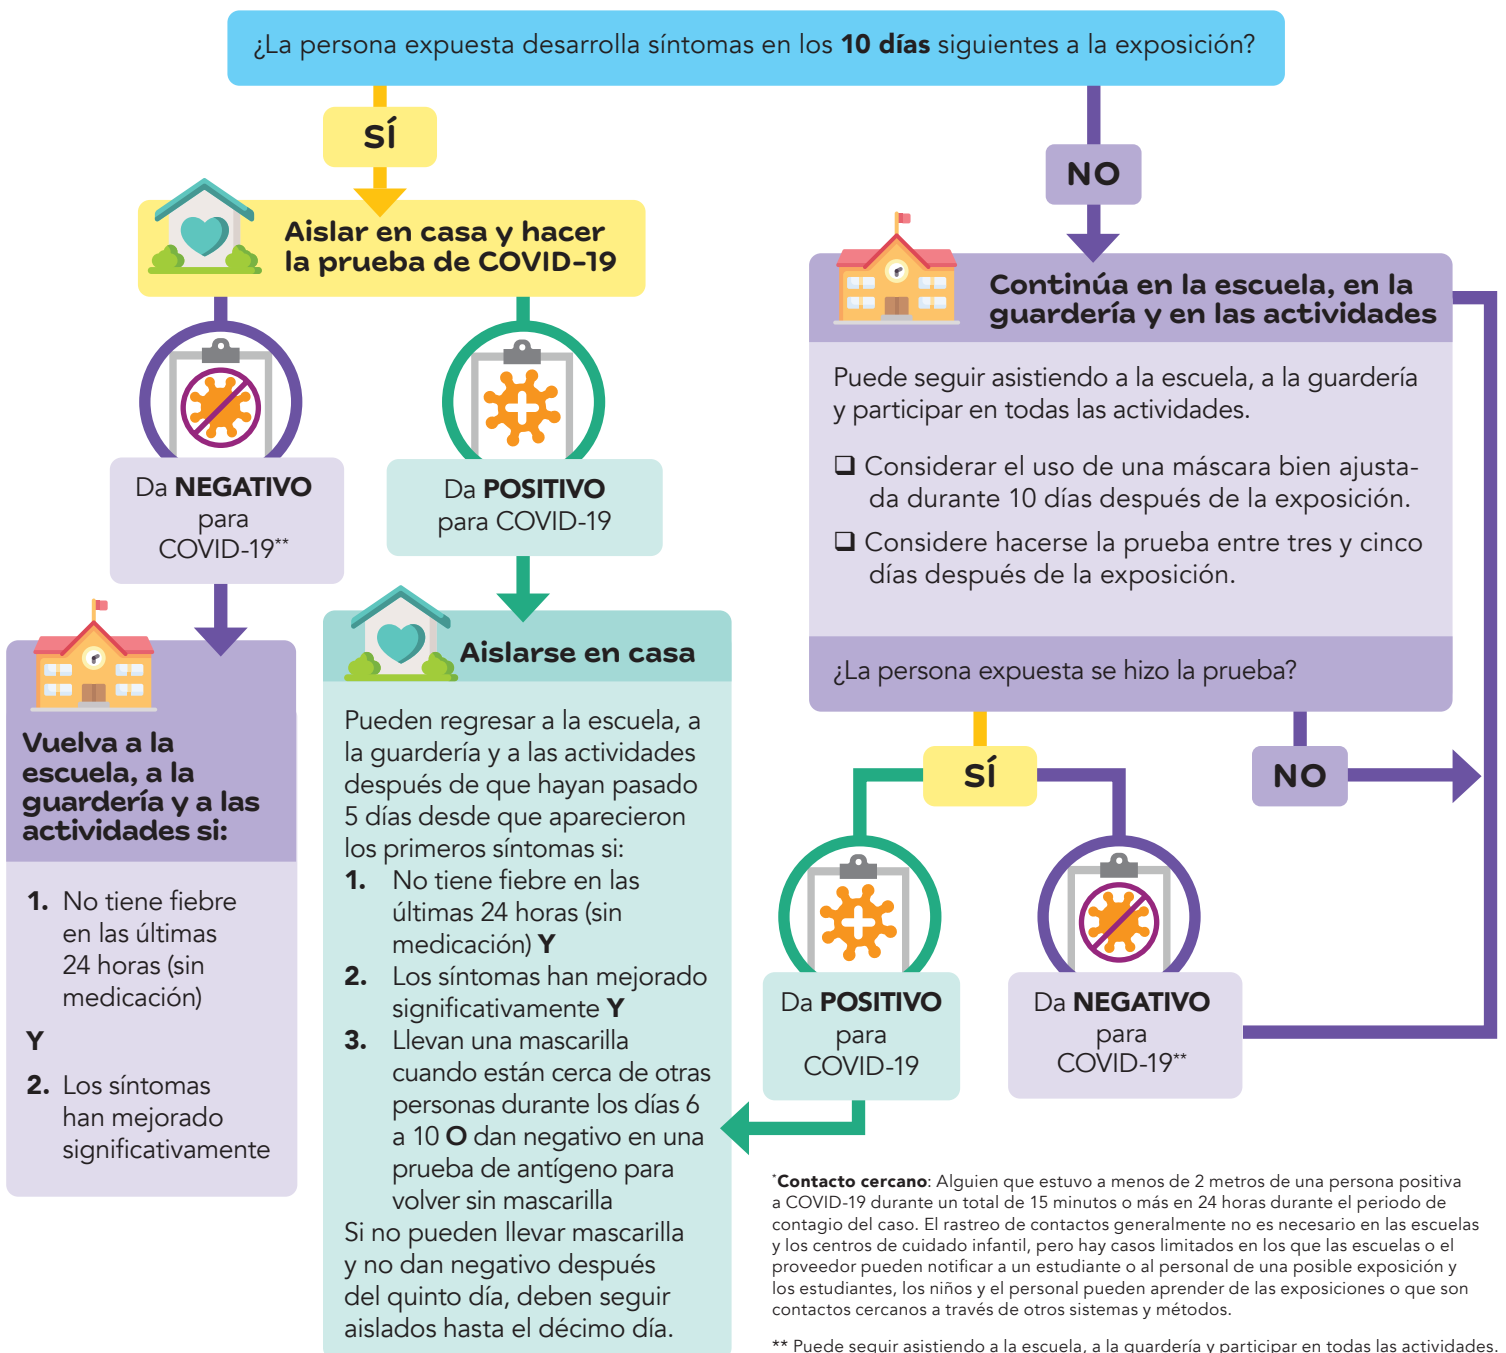 ¿La persona expuesta desarrolla síntomas en los 10 días siguientes a la exposición?
SÍ
NO
Aislar en casa y hacer
la prueba de COVID-19
Da NEGATIVO
para
COVID-19**
Da POSITIVO
para COVID-19
Vuelva a la
escuela, a la
guardería y a las
actividades si:
1. No tiene fiebre
en las últimas
24 horas (sin
medicación)
Y
2. Los síntomas
han mejorado
significativamente
Aislarse en casa
Pueden regresar a la escuela, a
la guardería y a las actividades
después de que hayan pasado
5 días desde que aparecieron
los primeros síntomas si:
1. No tiene fiebre en las
últimas 24 horas (sin
medicación) Y
2. Los síntomas han mejorado
significativamente Y
3. Llevan una mascarilla
cuando están cerca de otras
personas durante los días 6
a 10 O dan negativo en una
prueba de antígeno para
volver sin mascarilla
Si no pueden llevar mascarilla
y no dan negativo después
del quinto día, deben seguir
aislados hasta el décimo día.
Continúa en la escuela, en la
guardería y en las actividades
Puede seguir asistiendo a la escuela, a la guardería
y participar en todas las actividades.
❑ Considerar el uso de una máscara bien ajusta-
da durante 10 días después de la exposición.
❑ Considere hacerse la prueba entre tres y cinco
días después de la exposición.
¿La persona expuesta se hizo la prueba?
SÍ
NO
Da POSITIVO
para
COVID-19
Da NEGATIVO
para
COVID-19**
*Contacto cercano: Alguien que estuvo a menos de 2 metros de una persona positiva
a COVID-19 durante un total de 15 minutos o más en 24 horas durante el periodo de
contagio del caso. El rastreo de contactos generalmente no es necesario en las escuelas
y los centros de cuidado infantil, pero hay casos limitados en los que las escuelas o el
proveedor pueden notificar a un estudiante o al personal de una posible exposición y
los estudiantes, los niños y el personal pueden aprender de las exposiciones o que son
contactos cercanos a través de otros sistemas y métodos.
** Puede seguir asistiendo a la escuela, a la guardería y participar en todas las actividades.